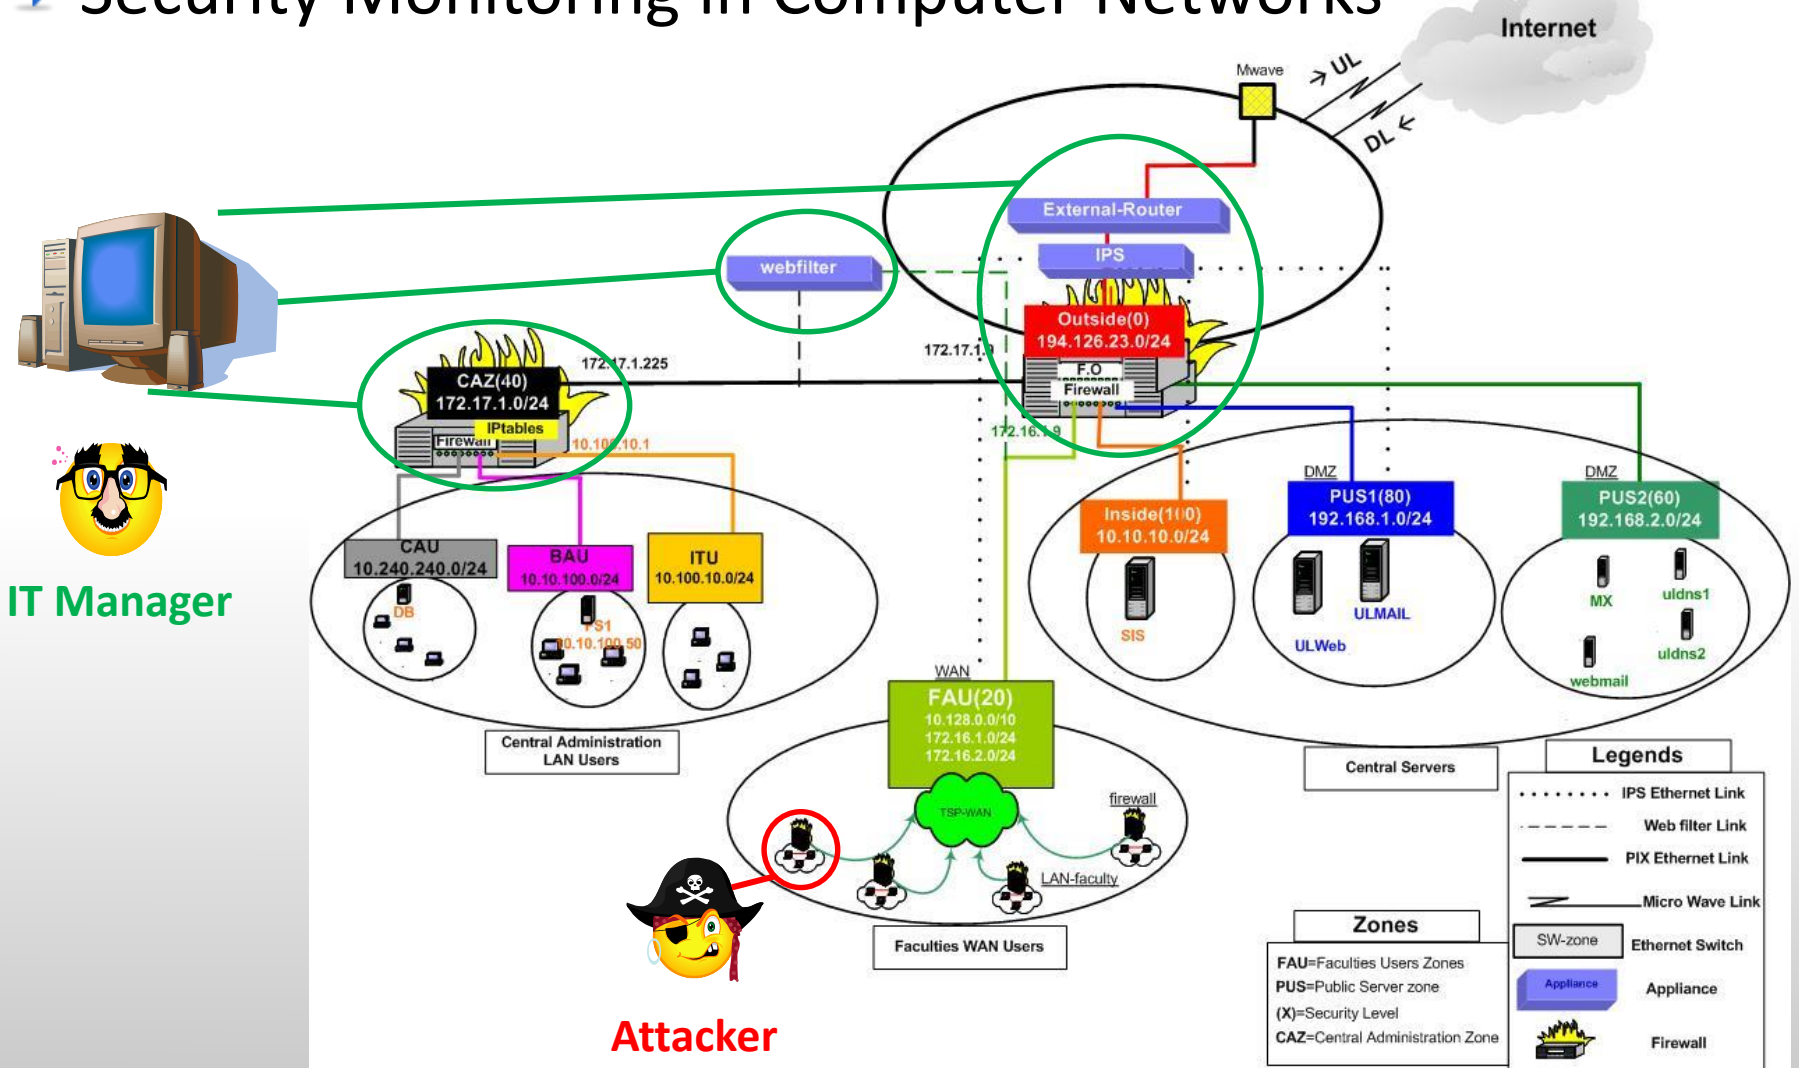 Security Monitoring in Computer Networks
Internet
Mwave
→ UL
DL ←
External-Router
IPS
webfilter
Outside(0)
194.126.23.0/24
172.17.1.9
F.O
Firewall
172.17.1.225
CAZ(40)
172.17.1.0/24
IPtables
Firewall
10.100.10.1
172.16.1.9
DMZ
DMZ
Inside(100)
10.10.10.0/24
PUS1(80)
192.168.1.0/24
PUS2(60)
192.168.2.0/24
CAU
10.240.240.0/24
BAU
10.10.100.0/24
ITU
10.100.10.0/24
DB
10.10.100.50
SIS
ULWeb
ULMAIL
MX
uldns1
webmail
uldns2
IT Manager
WAN
FAU(20)
10.128.0.0/10
172.16.1.0/24
172.16.2.0/24
Central Administration
LAN Users
Central Servers
TSP-WAN
firewall
LAN-faculty
Faculties WAN Users
Attacker
Legends
IPS Ethernet Link
Web filter Link
PIX Ethernet Link
Micro Wave Link
SW-zone
Ethernet Switch
Appliance
Appliance
Firewall
Zones
FAU=Faculties Users Zones
PUS=Public Server zone
(X)=Security Level
CAZ=Central Administration Zone